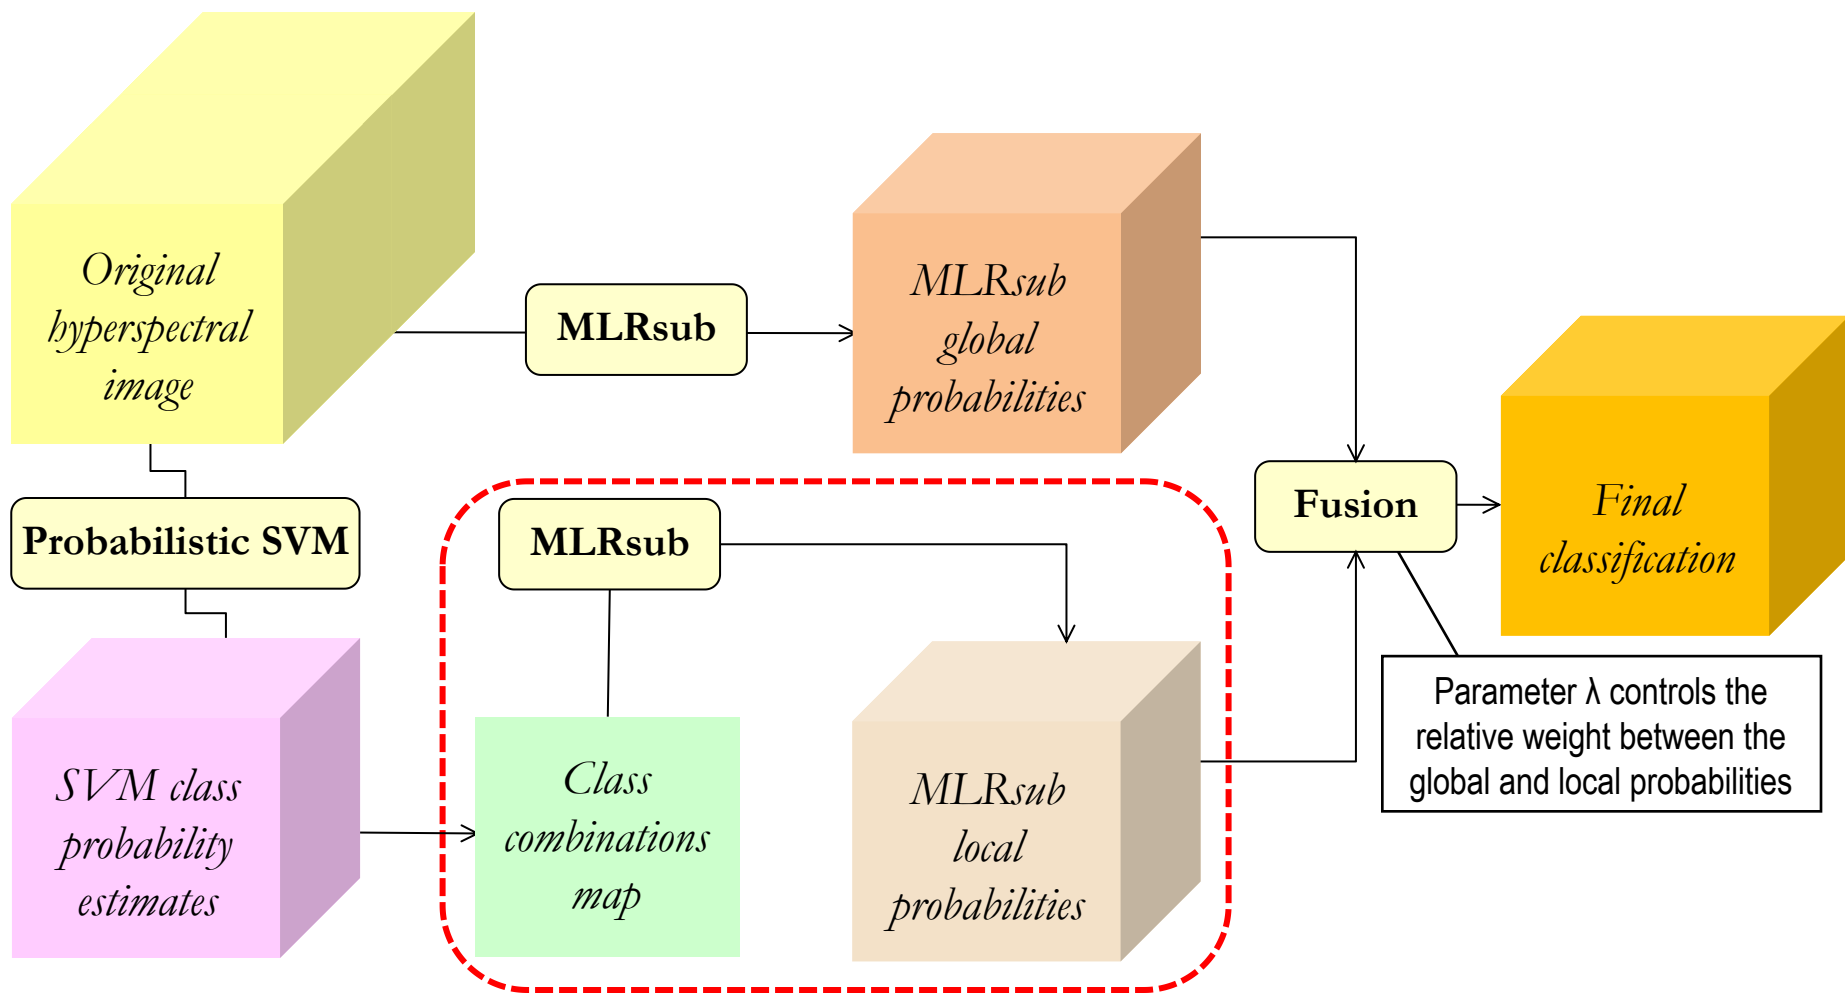 Original
hyperspectral
image
MLRsub
MLRsub
global
probabilities
Probabilistic SVM
MLRsub
Fusion
Final
classification
SVM class
probability
estimates
Class
combinations
map
MLRsub
local
probabilities
Parameter λ controls the
relative weight between the
global and local probabilities